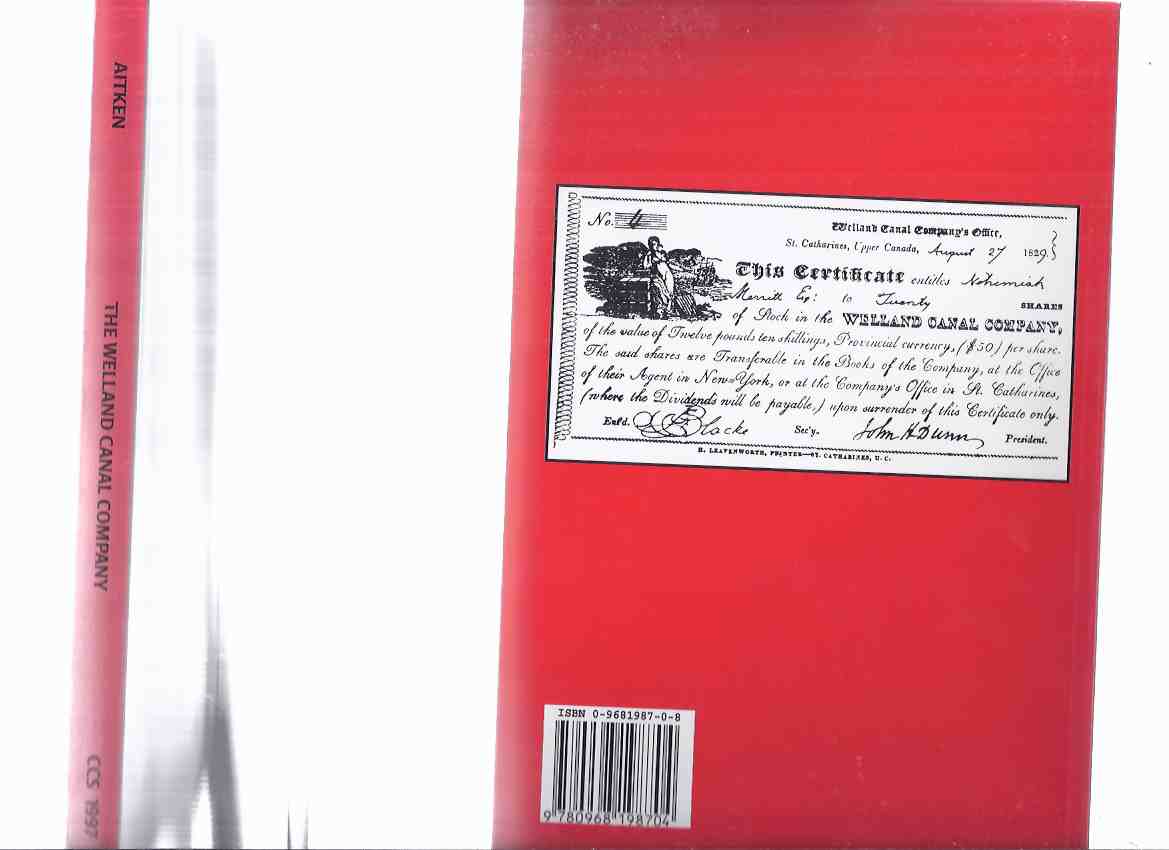 AITKEN
THE WELLAND CANAL COMPANY
CCS 1997
No. 4
Welland Canal Company's Office,
St. Catharines, Upper Canada, August 27 1829.
This Certificate entitles Nehemiah
Merritt Esq: to Twenty SHARES
of Stock in the WELLAND CANAL COMPANY,
of the value of Twelve pounds ten shillings, Provincial currency, ($50) per share.
The said shares are Transferable in the Books of the Company, at the Office
of their Agent in New-York, or at the Company's Office in St. Catharines,
(where the Dividends will be payable,) upon surrender of this Certificate only.
Ent'd. Sec'y. John H Dunn President.
H. LEAVENWORTH, PRINTER—ST. CATHARINES, U. C.
ISBN 0-9681987-0-8
9 780968 198704